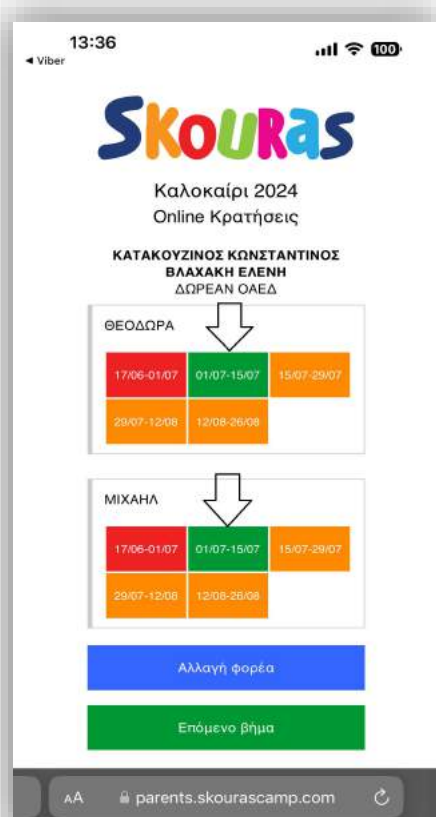 13:36
100
◄ Viber
SKOURAS
Καλοκαίρι 2024
Online Κρατήσεις
ΚΑΤΑΚΟΥΖΙΝΟΣ ΚΩΝΣΤΑΝΤΙΝΟΣ
ΒΛΑΧΑΚΗ ΕΛΕΝΗ
ΔΩΡΕΑΝ ΟΑΕΔ
ΘΕΟΔΩΡΑ
17/06-01/07 01/07-15/07 15/07-29/07
29/07-12/08 12/08-26/08
ΜΙΧΑΗΛ
17/06-01/07 01/07-15/07 15/07-29/07
29/07-12/08 12/08-26/08
Αλλαγή φορέα
Επόμενο βήμα
AA parents.skourascamp.com